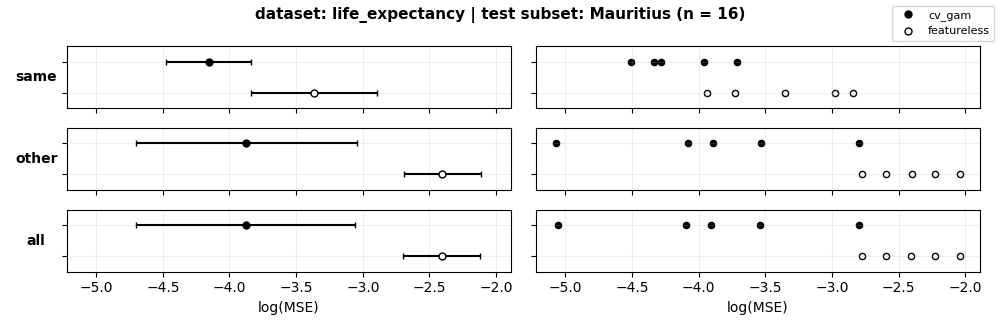 dataset: life_expectancy | test subset: Mauritius (n = 16)
cv_gam
featureless
same
other
all
−5.0 −4.5 −4.0 −3.5 −3.0 −2.5 −2.0
log(MSE)
−5.0 −4.5 −4.0 −3.5 −3.0 −2.5 −2.0
log(MSE)